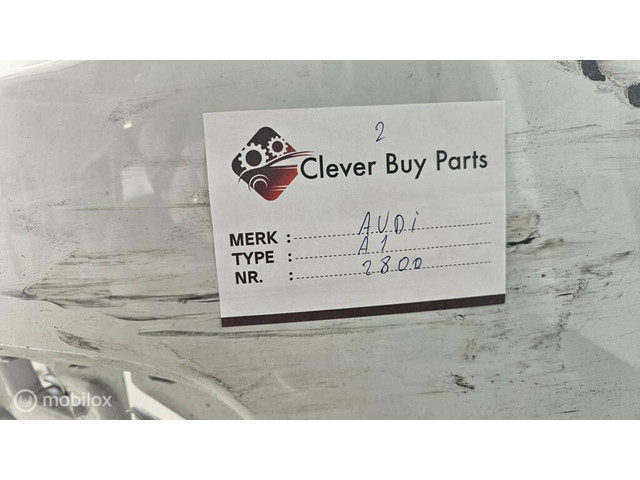 2
Clever Buy Parts
MERK : AUDi
TYPE : A1
NR. : 2800
mobilox